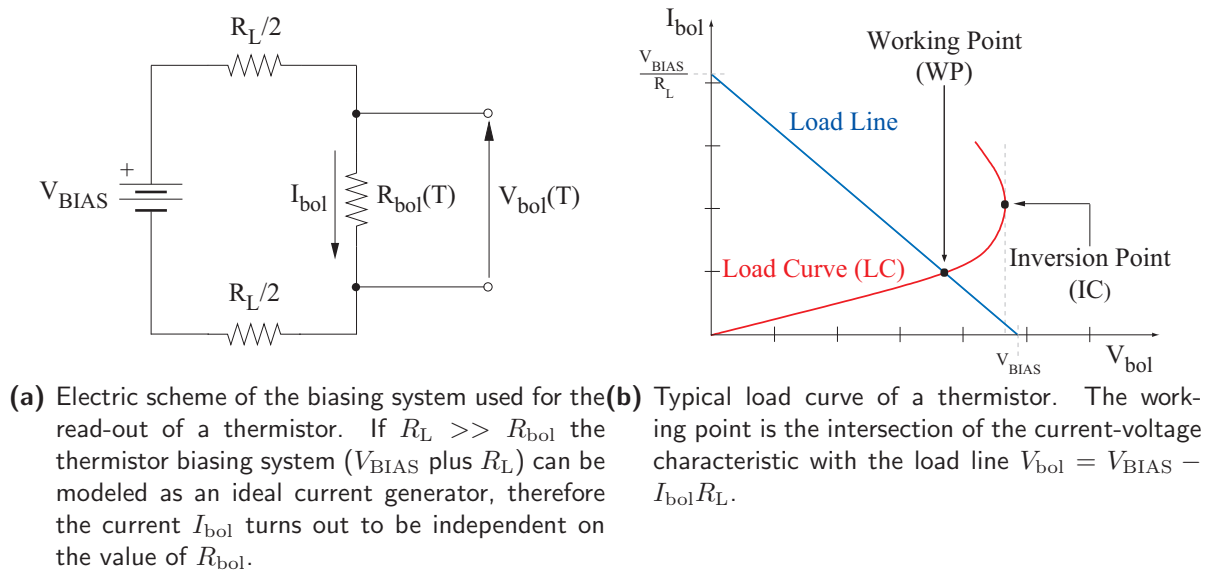 R_L/2
V_BIAS
+
I_bol
R_bol(T)
V_bol(T)
R_L/2
I_bol
V_BIAS
R_L
Working Point
(WP)
Load Line
Load Curve (LC)
Inversion Point
(IC)
V_BIAS
V_bol
(a) Electric scheme of the biasing system used for the
read-out of a thermistor. If R_L >> R_bol the
thermistor biasing system (V_BIAS plus R_L) can be
modeled as an ideal current generator, therefore
the current I_bol turns out to be independent on
the value of R_bol.
(b) Typical load curve of a thermistor. The work-
ing point is the intersection of the current-voltage
characteristic with the load line V_bol = V_BIAS −
I_bol R_L.